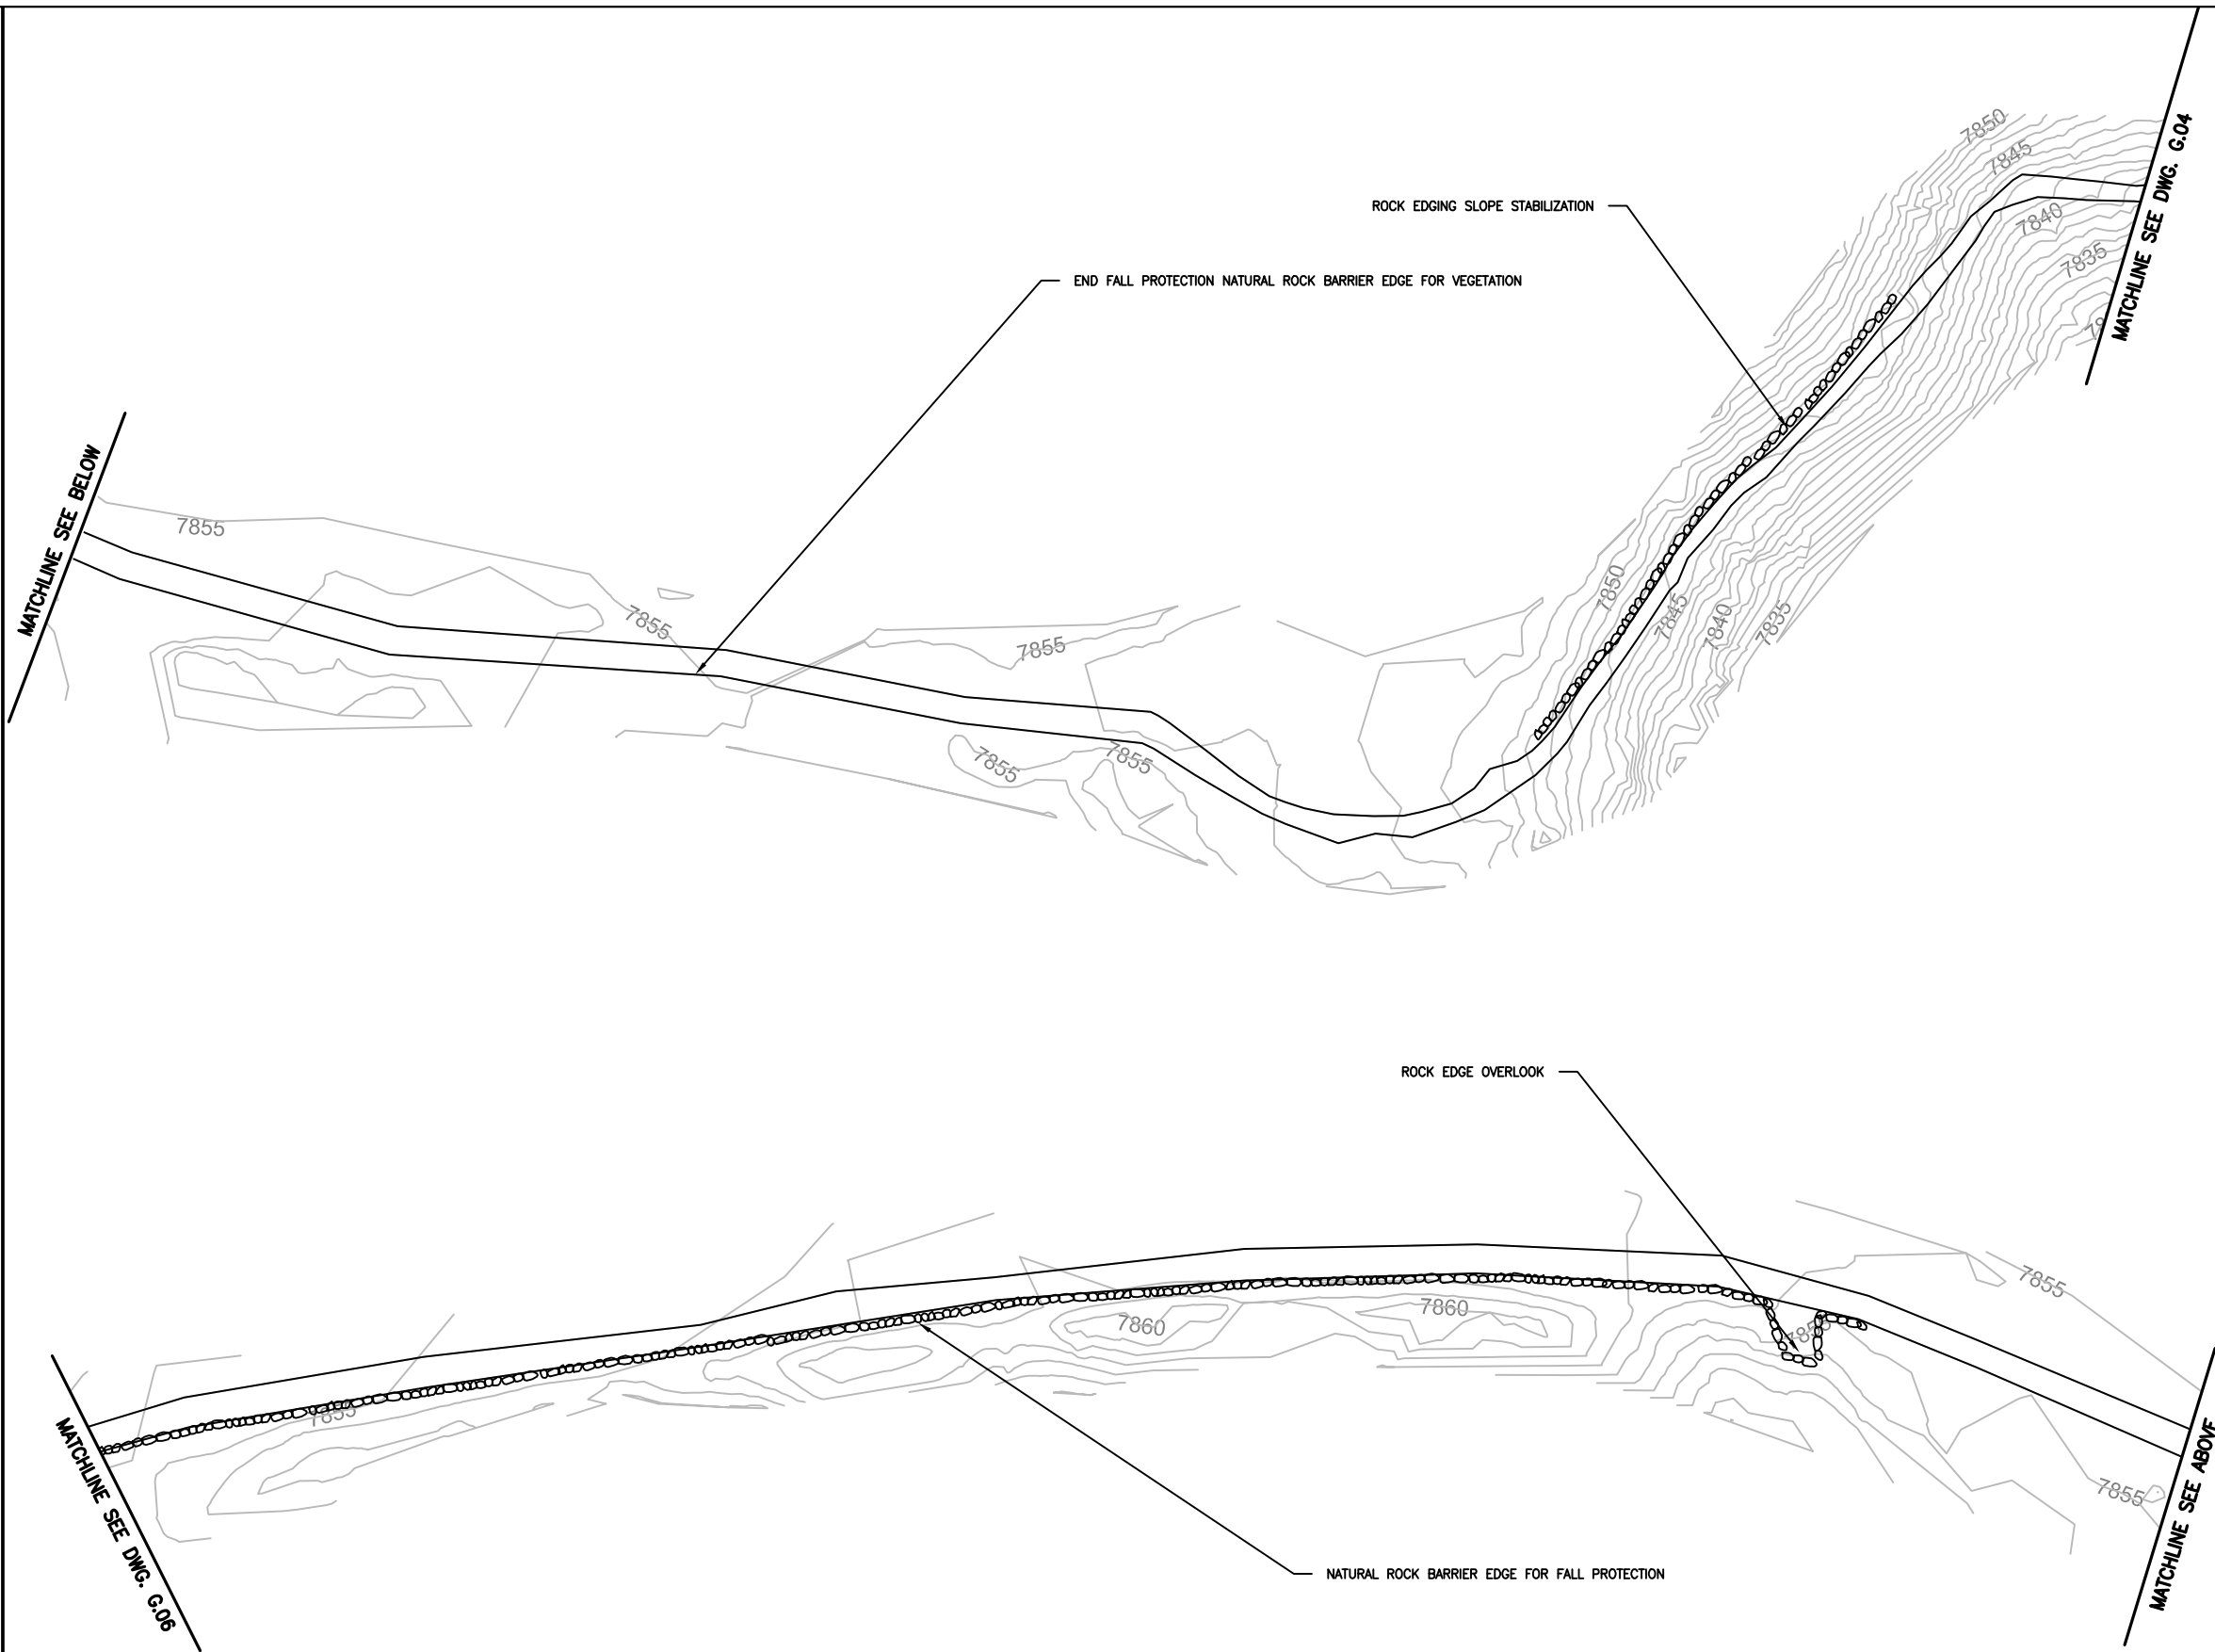 7850
7845
MATCHLINE SEE DWG. G.04
ROCK EDGING SLOPE STABILIZATION
7840
7835
END FALL PROTECTION NATURAL ROCK BARRIER EDGE FOR VEGETATION
MATCHLINE SEE BELOW
7855
7850
7845
7840
7835
7855
7855
7855
7855
ROCK EDGE OVERLOOK
7855
7860
7860
7855
7855
MATCHLINE SEE DWG. G.06
7855
MATCHLINE SEE ABOVE
NATURAL ROCK BARRIER EDGE FOR FALL PROTECTION